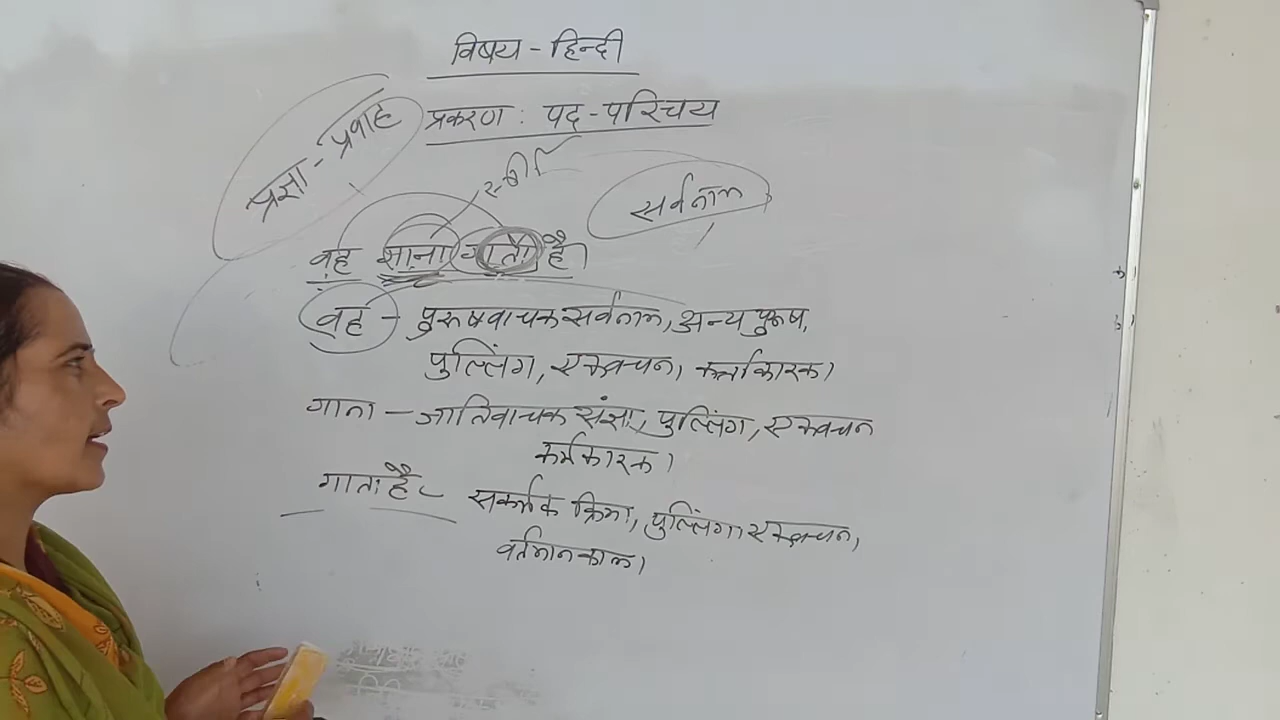 विषय - हिन्दी
प्रज्ञा - प्रवाह
प्रकरण : पद - परिचय
सर्वनाम
वह गाना गाता है।
वह - पुरुषवाचक सर्वनाम, अन्य पुरुष,
पुल्लिंग, एकवचन, कर्ताकारक।
गाना - जातिवाचक संज्ञा, पुल्लिंग, एकवचन
कर्मकारक।
गाता है - सकर्मक क्रिया, पुल्लिंग, एकवचन,
वर्तमानकाल।